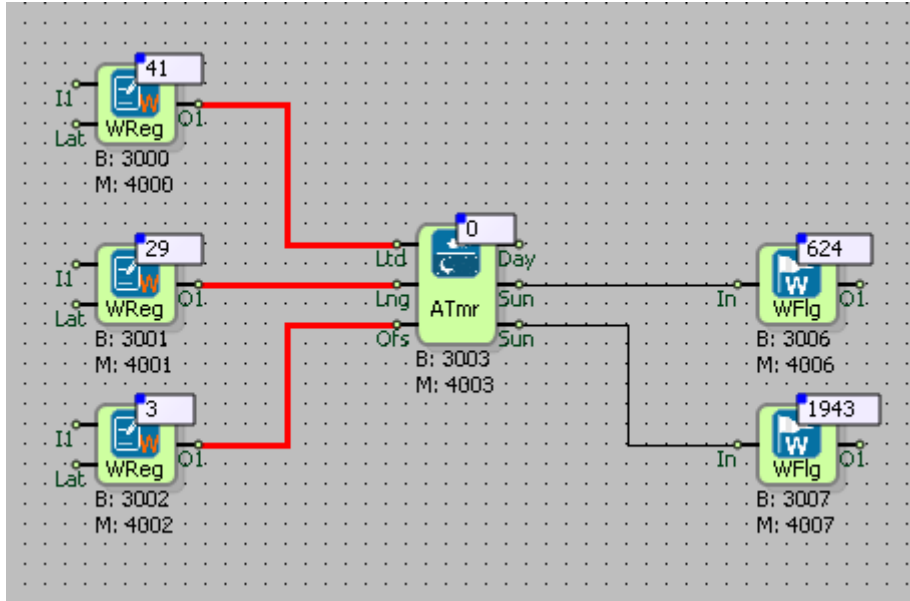 41
I1
Lat
W
WReg
O1
B: 3000
M: 4000
29
I1
Lat
W
WReg
O1
B: 3001
M: 4001
3
I1
Lat
W
WReg
O1
B: 3002
M: 4002
0
Ltd
Lng
Ofs
ATmr
Day
Sun
Sun
B: 3003
M: 4003
624
In
W
WFlg
O1
B: 3006
M: 4006
1943
In
W
WFlg
O1
B: 3007
M: 4007